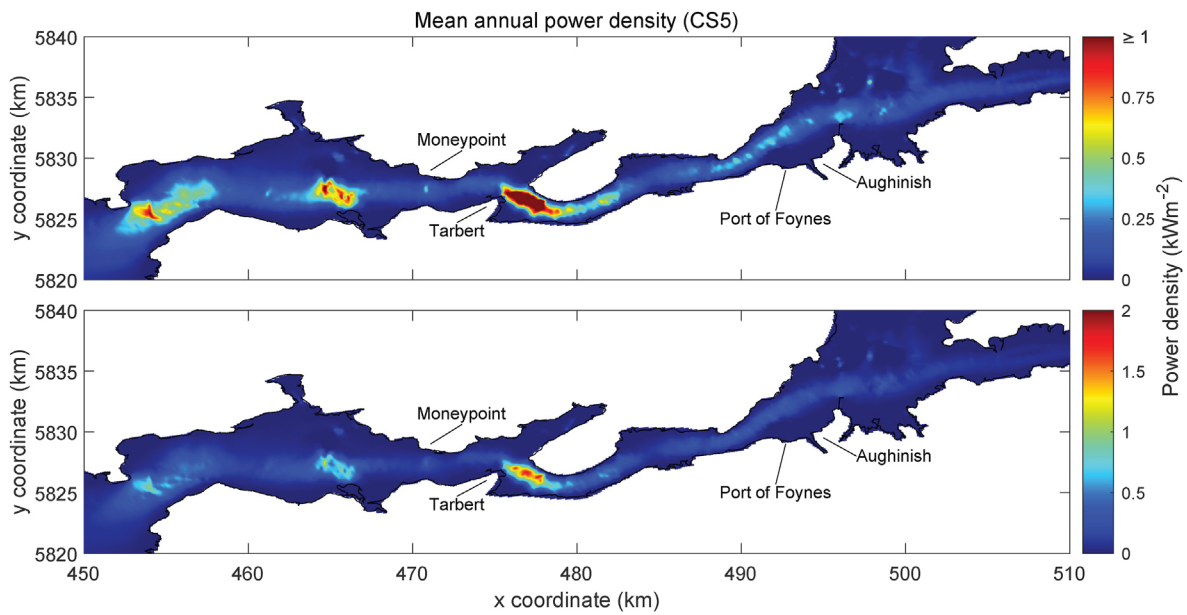 Mean annual power density (CS5)
5840
5835
5830
5825
5820
y coordinate (km)
Moneypoint
Tarbert
Port of Foynes
Aughinish
≥ 1
0.75
0.5
0.25
0
5840
5835
5830
5825
5820
y coordinate (km)
Moneypoint
Tarbert
Port of Foynes
Aughinish
2
1.5
1
0.5
0
Power density (kWm-2)
450 460 470 480 490 500 510
x coordinate (km)